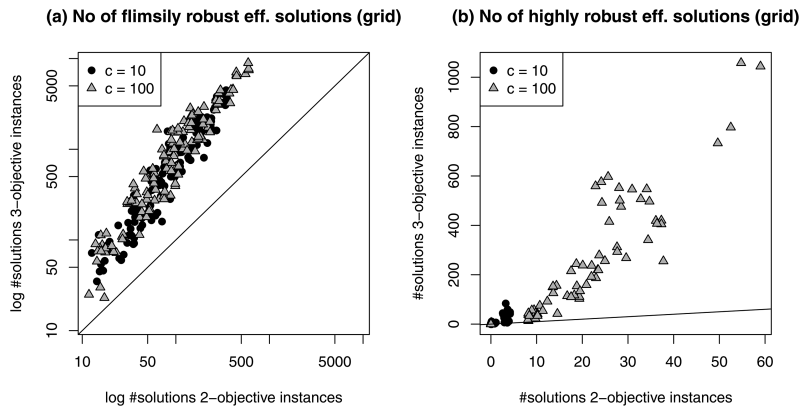 (a) No of flimsily robust eff. solutions (grid)
(b) No of highly robust eff. solutions (grid)
c = 10
c = 100
log #solutions 3−objective instances
5000
500
50
10
10
50
500
5000
log #solutions 2−objective instances
c = 10
c = 100
#solutions 3−objective instances
1000
800
600
400
200
0
0
10
20
30
40
50
60
#solutions 2−objective instances